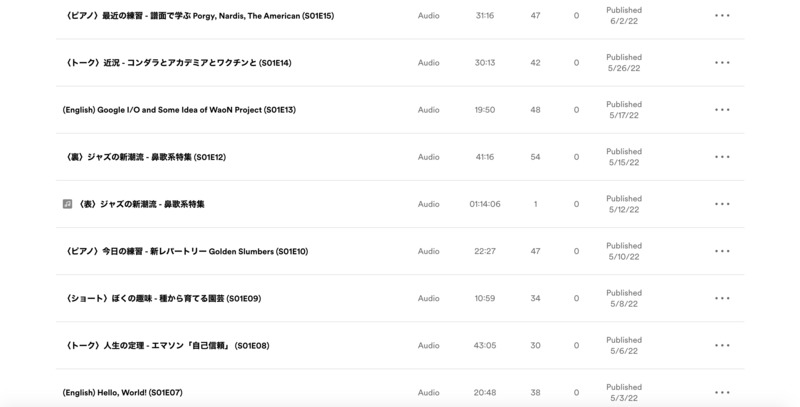 〈ピアノ〉最近の練習 - 譜面で学ぶ Porgy, Nardis, The American (S01E15) Audio 31:16 47 0 Published 6/2/22 •••
〈トーク〉近況 - コンダラとアカデミアとワクチンと (S01E14) Audio 30:13 42 0 Published 5/26/22 •••
(English) Google I/O and Some Idea of WaoN Project (S01E13) Audio 19:50 48 0 Published 5/17/22 •••
〈裏〉ジャズの新潮流 - 鼻歌系特集 (S01E12) Audio 41:16 54 0 Published 5/15/22 •••
〈表〉ジャズの新潮流 - 鼻歌系特集 Audio 01:14:06 1 0 Published 5/12/22 •••
〈ピアノ〉今日の練習 - 新レパートリー Golden Slumbers (S01E10) Audio 22:27 47 0 Published 5/10/22 •••
〈ショート〉ぼくの趣味 - 種から育てる園芸 (S01E09) Audio 10:59 34 0 Published 5/8/22 •••
〈トーク〉人生の定理 - エマソン「自己信頼」 (S01E08) Audio 43:05 30 0 Published 5/6/22 •••
(English) Hello, World! (S01E07) Audio 20:48 38 0 Published 5/3/22 •••